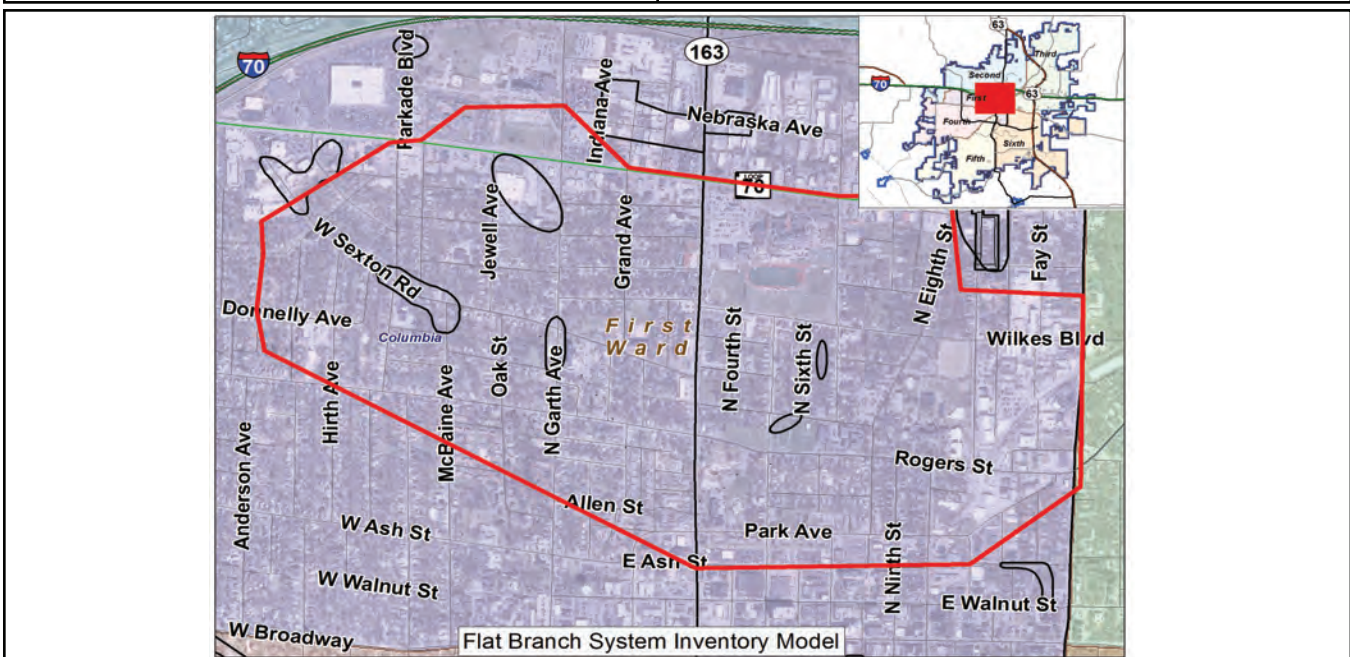 63
Third
Second
70
63
First
Fourth
Sixth
Fifth
70
Parkade Blvd
163
Indiana Ave
Nebraska Ave
LOOP
70
Jewell Ave
Grand Ave
W Sexton Rd
N Eighth St
Fay St
Donnelly Ave
Columbia
First
Ward
Wilkes Blvd
Oak St
N Garth Ave
N Fourth St
N Sixth St
Hirth Ave
McBaine Ave
Anderson Ave
Rogers St
Allen St
W Ash St
Park Ave
E Ash St
N Ninth St
W Walnut St
E Walnut St
W Broadway
Flat Branch System Inventory Model